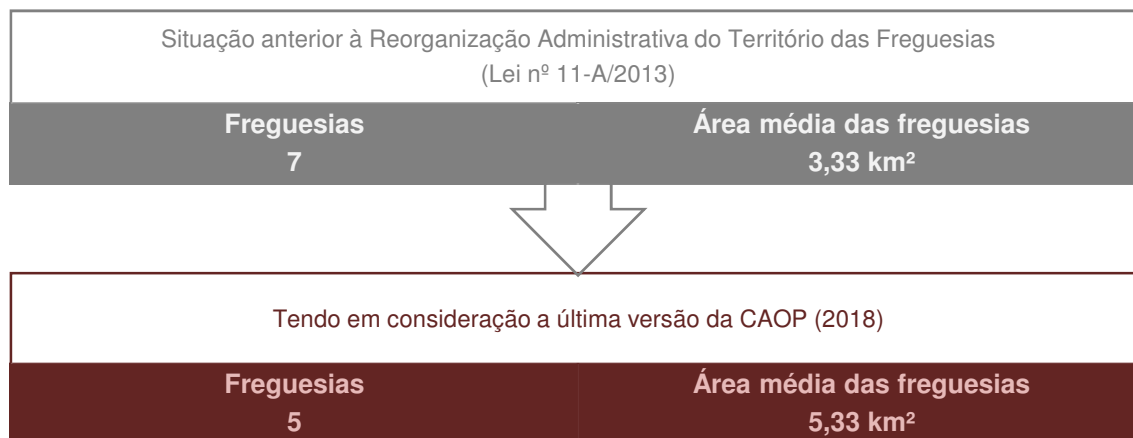 Situação anterior à Reorganização Administrativa do Território das Freguesias
(Lei nº 11-A/2013)
Freguesias
7
Área média das freguesias
3,33 km²
Tendo em consideração a última versão da CAOP (2018)
Freguesias
5
Área média das freguesias
5,33 km²